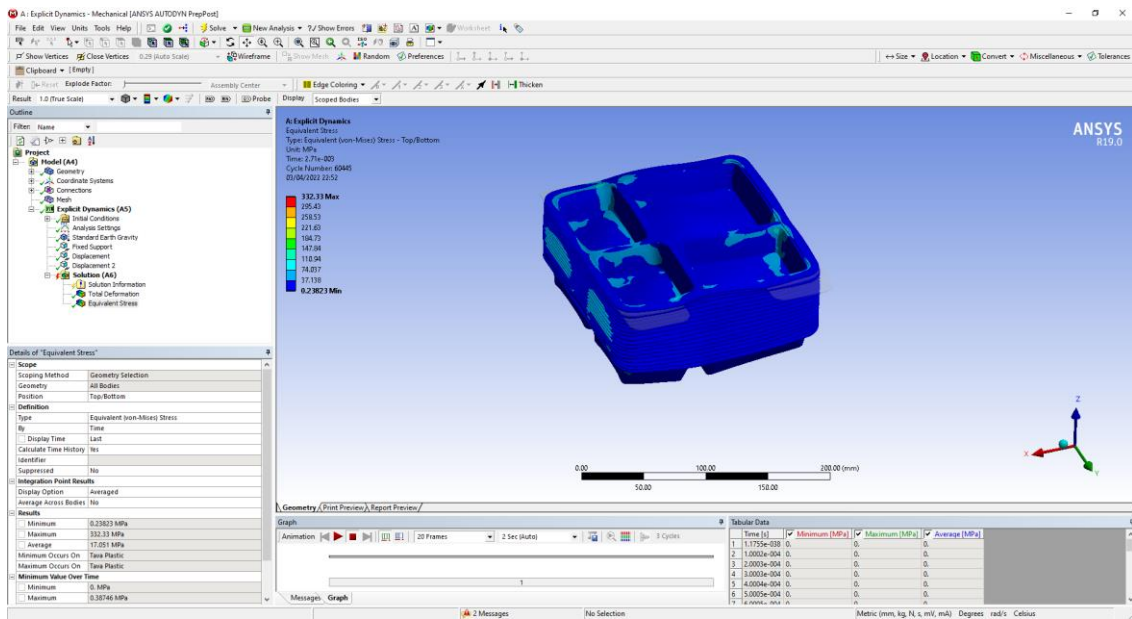 A : Explicit Dynamics - Mechanical [ANSYS AUTODYN PrepPost]
File Edit View Units Tools Help Solve New Analysis Show Errors Worksheet
Show Vertices Close Vertices 0.29 (Auto Scale) Wireframe Show Mesh Random Preferences Size Location Convert Miscellaneous Tolerances
Clipboard [Empty]
Reset Explode Factor: Assembly Center Edge Coloring Thicken
Result 1.0 (True Scale) Probe Display Scoped Bodies
Outline
Filter: Name
Project
Model (A4)
Geometry
Coordinate Systems
Connections
Mesh
Explicit Dynamics (A5)
Initial Conditions
Analysis Settings
Standard Earth Gravity
Fixed Support
Displacement
Displacement 2
Solution (A6)
Solution Information
Total Deformation
Equivalent Stress
Details of "Equivalent Stress"
Scope
Scoping Method Geometry Selection
Geometry All Bodies
Position Top/Bottom
Definition
Type Equivalent (von-Mises) Stress
By Time
Display Time Last
Calculate Time History Yes
Identifier
Suppressed No
Integration Point Results
Display Option Averaged
Average Across Bodies No
Results
Minimum 0.23823 MPa
Maximum 332.33 MPa
Average 17.051 MPa
Minimum Occurs On Tava Plastic
Maximum Occurs On Tava Plastic
Minimum Value Over Time
Minimum 0. MPa
Maximum 0.38746 MPa
A: Explicit Dynamics
Equivalent Stress
Type: Equivalent (von-Mises) Stress - Top/Bottom
Unit: MPa
Time: 2.71e-003
Cycle Number: 60445
03/04/2022 22:52
332.33 Max
295.43
258.53
221.63
184.73
147.84
110.94
74.037
37.138
0.23823 Min
ANSYS
R19.0
0.00 100.00 200.00 (mm)
50.00 150.00
Z
X
Y
Geometry Print Preview Report Preview
Graph
Animation 20 Frames 2 Sec (Auto) 3 Cycles
1
Messages Graph
Tabular Data
Time [s] Minimum [MPa] Maximum [MPa] Average [MPa]
1 1.1755e-038 0. 0. 0.
2 1.0002e-004 0. 0. 0.
3 2.0003e-004 0. 0. 0.
4 3.0003e-004 0. 0. 0.
5 4.0004e-004 0. 0. 0.
6 5.0005e-004 0. 0. 0.
2 Messages No Selection Metric (mm, kg, N, s, mV, mA) Degrees rad/s Celsius